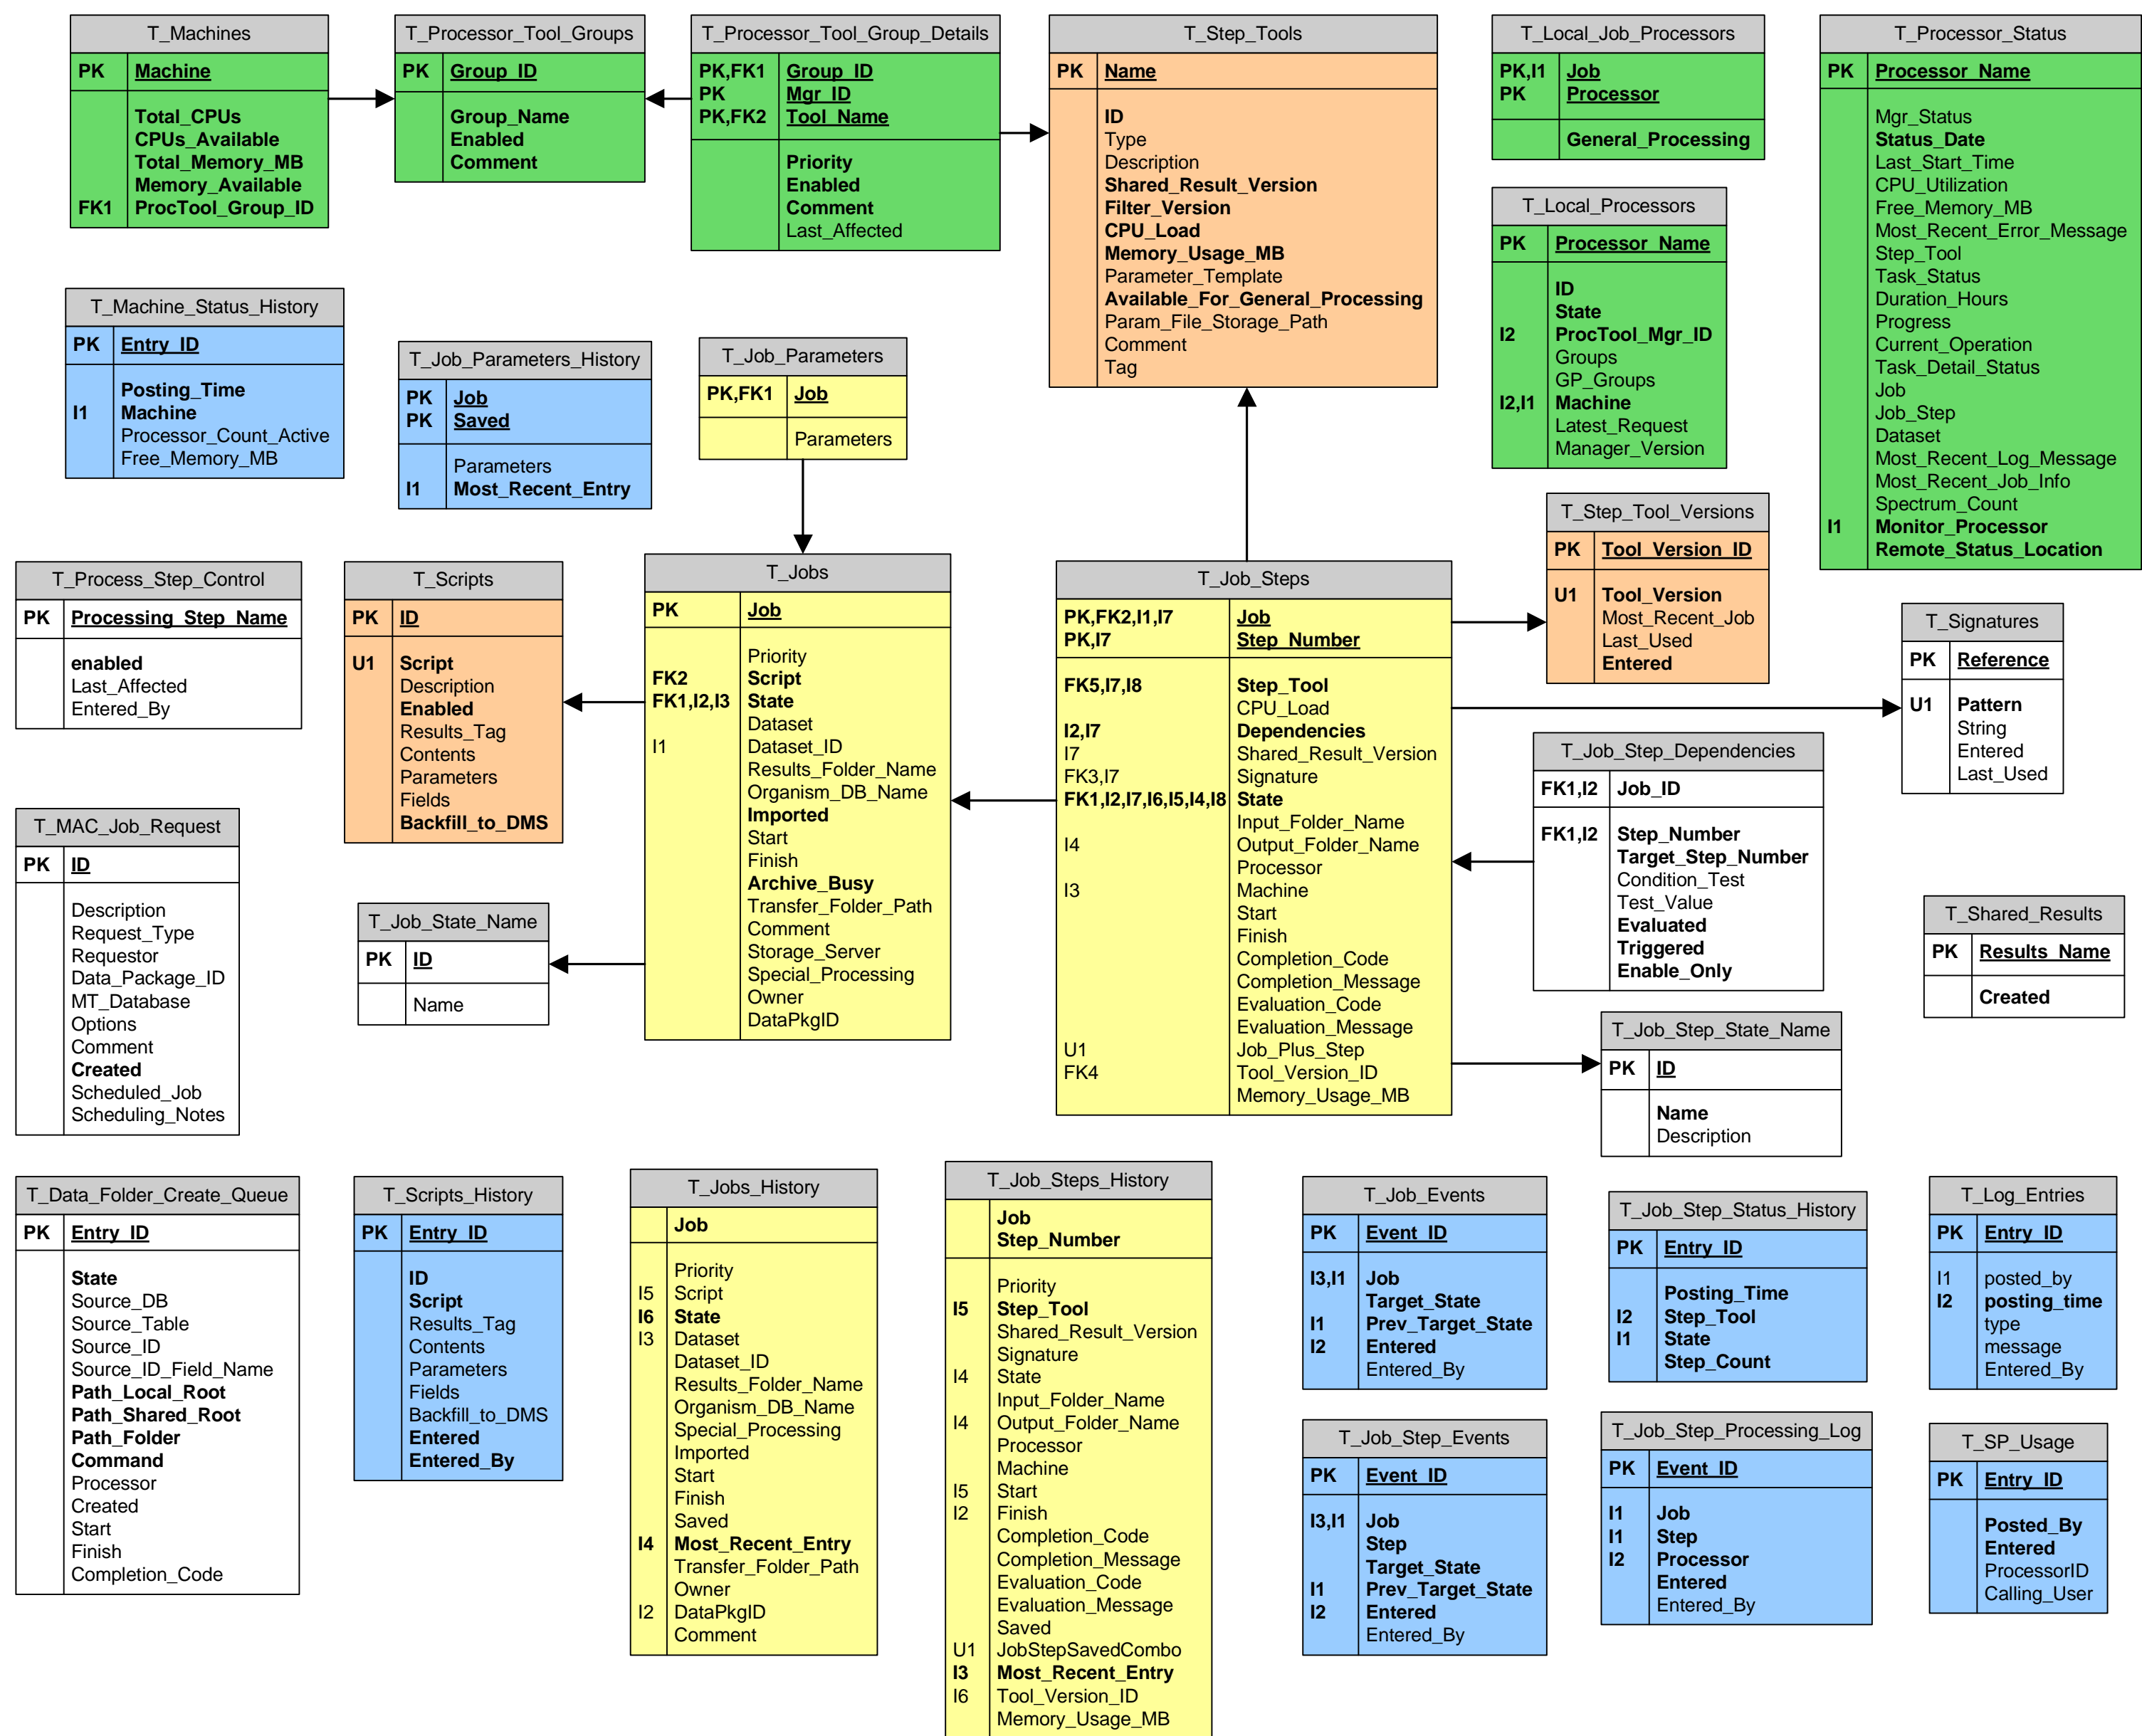 T_Machines
PK Machine
Total_CPUs
CPUs_Available
Total_Memory_MB
Memory_Available
FK1 ProcTool_Group_ID
T_Processor_Tool_Groups
PK Group_ID
Group_Name
Enabled
Comment
T_Processor_Tool_Group_Details
PK,FK1 Group_ID
PK Mgr_ID
PK,FK2 Tool_Name
Priority
Enabled
Comment
Last_Affected
T_Step_Tools
PK Name
ID
Type
Description
Shared_Result_Version
Filter_Version
CPU_Load
Memory_Usage_MB
Parameter_Template
Available_For_General_Processing
Param_File_Storage_Path
Comment
Tag
T_Local_Job_Processors
PK,I1 Job
PK Processor
General_Processing
T_Processor_Status
PK Processor_Name
Mgr_Status
Status_Date
Last_Start_Time
CPU_Utilization
Free_Memory_MB
Most_Recent_Error_Message
Step_Tool
Task_Status
Duration_Hours
Progress
Current_Operation
Task_Detail_Status
Job
Job_Step
Dataset
Most_Recent_Log_Message
Most_Recent_Job_Info
Spectrum_Count
I1 Monitor_Processor
Remote_Status_Location
T_Local_Processors
PK Processor_Name
ID
State
I2 ProcTool_Mgr_ID
Groups
GP_Groups
I2,I1 Machine
Latest_Request
Manager_Version
T_Machine_Status_History
PK Entry_ID
Posting_Time
I1 Machine
Processor_Count_Active
Free_Memory_MB
T_Job_Parameters_History
PK Job
PK Saved
Parameters
I1 Most_Recent_Entry
T_Job_Parameters
PK,FK1 Job
Parameters
T_Step_Tool_Versions
PK Tool_Version_ID
U1 Tool_Version
Most_Recent_Job
Last_Used
Entered
T_Process_Step_Control
PK Processing_Step_Name
enabled
Last_Affected
Entered_By
T_Scripts
PK ID
U1 Script
Description
Enabled
Results_Tag
Contents
Parameters
Fields
Backfill_to_DMS
T_Jobs
PK Job
Priority
FK2 Script
FK1,I2,I3 State
Dataset
I1 Dataset_ID
Results_Folder_Name
Organism_DB_Name
Imported
Start
Finish
Archive_Busy
Transfer_Folder_Path
Comment
Storage_Server
Special_Processing
Owner
DataPkgID
T_Job_Steps
PK,FK2,I1,I7 Job
PK,I7 Step_Number
FK5,I7,I8 Step_Tool
CPU_Load
I2,I7 Dependencies
I7 Shared_Result_Version
FK3,I7 Signature
FK1,I2,I7,I6,I5,I4,I8 State
Input_Folder_Name
I4 Output_Folder_Name
Processor
I3 Machine
Start
Finish
Completion_Code
Completion_Message
Evaluation_Code
Evaluation_Message
U1 Job_Plus_Step
FK4 Tool_Version_ID
Memory_Usage_MB
T_Signatures
PK Reference
U1 Pattern
String
Entered
Last_Used
T_Job_Step_Dependencies
FK1,I2 Job_ID
FK1,I2 Step_Number
Target_Step_Number
Condition_Test
Test_Value
Evaluated
Triggered
Enable_Only
T_MAC_Job_Request
PK ID
Description
Request_Type
Requestor
Data_Package_ID
MT_Database
Options
Comment
Created
Scheduled_Job
Scheduling_Notes
T_Job_State_Name
PK ID
Name
T_Shared_Results
PK Results_Name
Created
T_Job_Step_State_Name
PK ID
Name
Description
T_Data_Folder_Create_Queue
PK Entry_ID
State
Source_DB
Source_Table
Source_ID
Source_ID_Field_Name
Path_Local_Root
Path_Shared_Root
Path_Folder
Command
Processor
Created
Start
Finish
Completion_Code
T_Scripts_History
PK Entry_ID
ID
Script
Results_Tag
Contents
Parameters
Fields
Backfill_to_DMS
Entered
Entered_By
T_Jobs_History
Job
Priority
I5 Script
I6 State
I3 Dataset
Dataset_ID
Results_Folder_Name
Organism_DB_Name
Special_Processing
Imported
Start
Finish
Saved
I4 Most_Recent_Entry
Transfer_Folder_Path
Owner
I2 DataPkgID
Comment
T_Job_Steps_History
Job
Step_Number
Priority
I5 Step_Tool
Shared_Result_Version
Signature
I4 State
Input_Folder_Name
I4 Output_Folder_Name
Processor
Machine
I5 Start
I2 Finish
Completion_Code
Completion_Message
Evaluation_Code
Evaluation_Message
Saved
U1 JobStepSavedCombo
I3 Most_Recent_Entry
I6 Tool_Version_ID
Memory_Usage_MB
T_Job_Events
PK Event_ID
I3,I1 Job
Target_State
I1 Prev_Target_State
I2 Entered
Entered_By
T_Job_Step_Status_History
PK Entry_ID
Posting_Time
I2 Step_Tool
I1 State
Step_Count
T_Log_Entries
PK Entry_ID
I1 posted_by
I2 posting_time
type
message
Entered_By
T_Job_Step_Events
PK Event_ID
I3,I1 Job
Step
Target_State
I1 Prev_Target_State
I2 Entered
Entered_By
T_Job_Step_Processing_Log
PK Event_ID
I1 Job
I1 Step
I2 Processor
Entered
Entered_By
T_SP_Usage
PK Entry_ID
Posted_By
Entered
ProcessorID
Calling_User